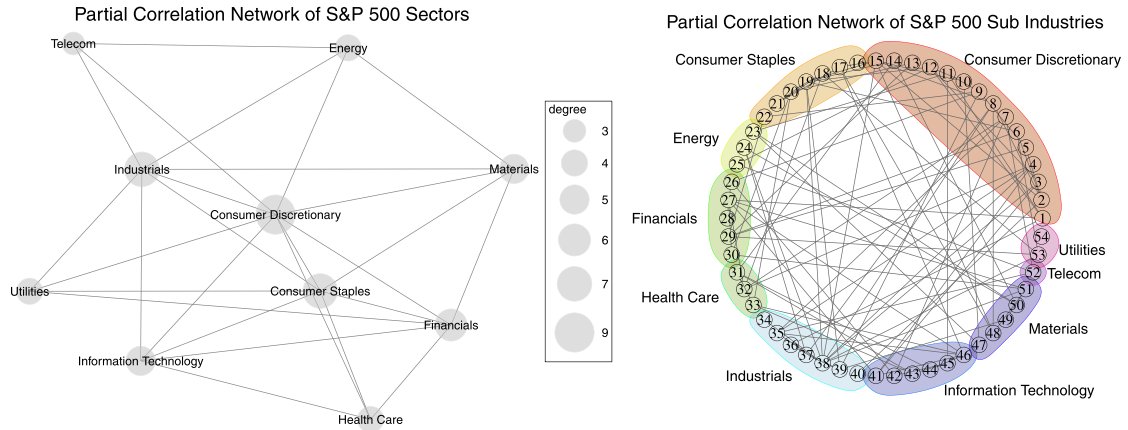 Partial Correlation Network of S&P 500 Sectors
Telecom
Energy
Industrials
Materials
Consumer Discretionary
Utilities
Consumer Staples
Financials
Information Technology
Health Care
degree
3
4
5
6
7
9
Partial Correlation Network of S&P 500 Sub Industries
Consumer Staples
Consumer Discretionary
Energy
Financials
Health Care
Industrials
Information Technology
Materials
Telecom
Utilities
1
2
3
4
5
6
7
8
9
10
11
12
13
14
15
16
17
18
19
20
21
22
23
24
25
26
27
28
29
30
31
32
33
34
35
36
37
38
39
40
41
42
43
44
45
46
47
48
49
50
51
52
53
54